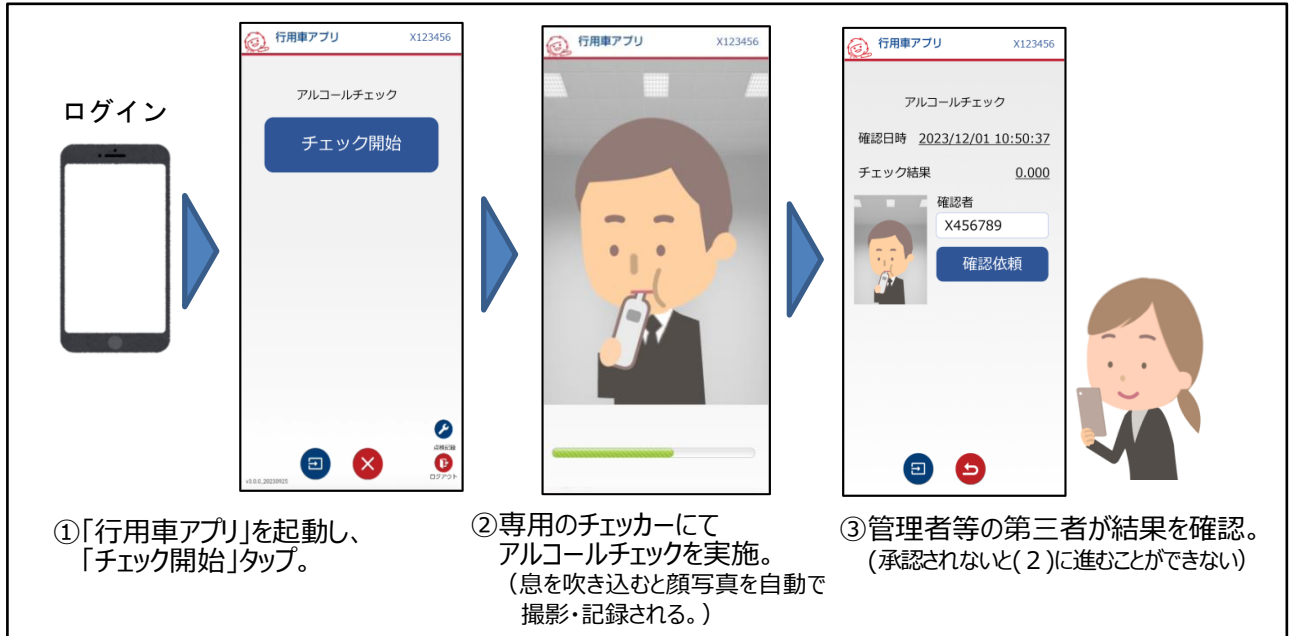 ログイン
行用車アプリ X123456
アルコールチェック
チェック開始
点検記録
ログアウト
v3.0.0_20230925
行用車アプリ X123456
行用車アプリ X123456
アルコールチェック
確認日時 2023/12/01 10:50:37
チェック結果 0.000
確認者
X456789
確認依頼
①「行用車アプリ」を起動し、
「チェック開始」タップ。
②専用のチェッカーにて
アルコールチェックを実施。
（息を吹き込むと顔写真を自動で
撮影・記録される。）
③管理者等の第三者が結果を確認。
(承認されないと(２)に進むことができない)